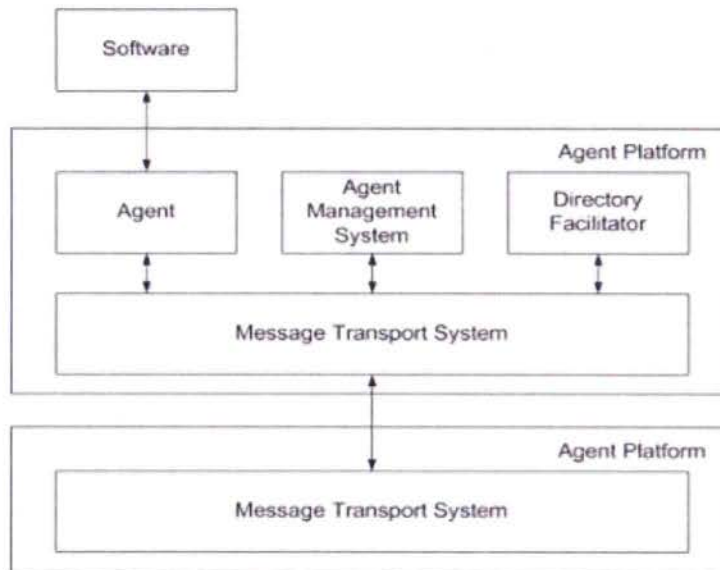 Software
Agent Platform
Agent
Agent
Management
System
Directory
Facilitator
Message Transport System
Agent Platform
Message Transport System